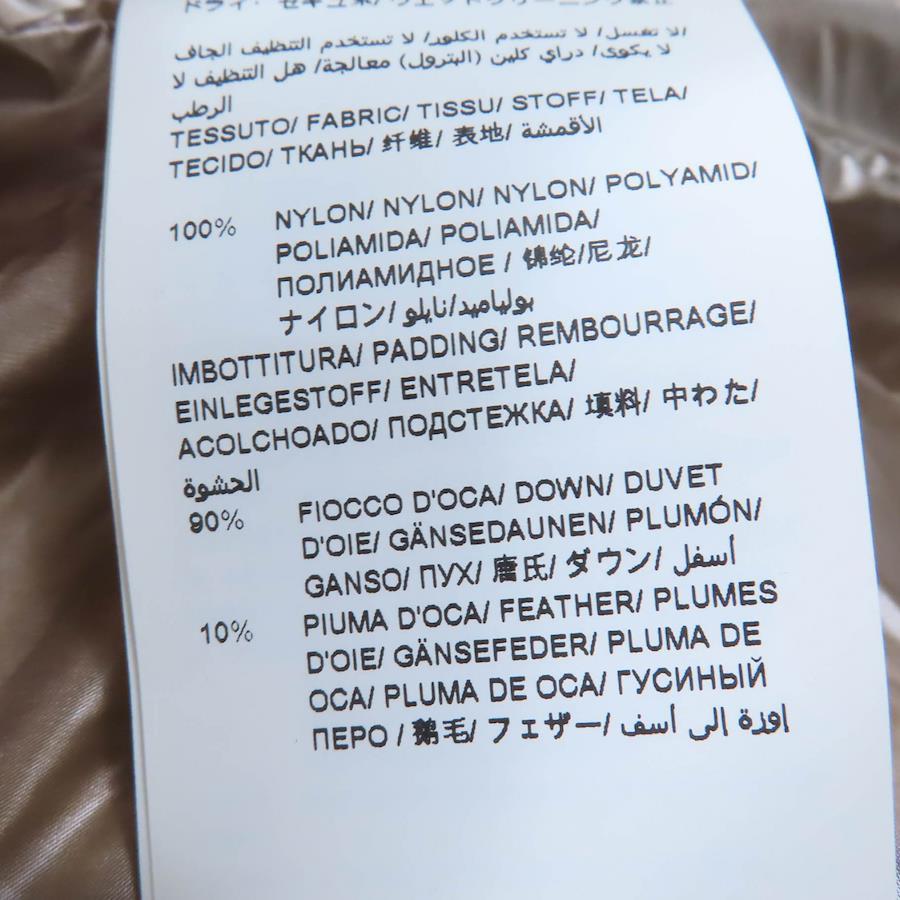 لا تغسل/ لا تستخدم الكلور/ لا تستخدم التنظيف الجاف/
لا يكوى/ دراي كلين (البترول) معالجة/ هل التنظيف لا
الرطب
TESSUTO/ FABRIC/ TISSU/ STOFF/ TELA/
TECIDO/ ТКАНЬ/ 纤维/ 表地/ الأقمشة
100% NYLON/ NYLON/ NYLON/ POLYAMID/
POLIAMIDA/ POLIAMIDA/
ПОЛИАМИДНОЕ / 锦纶/尼龙/
ナイロン/ بولياميد/نايلو
IMBOTTITURA/ PADDING/ REMBOURRAGE/
EINLEGESTOFF/ ENTRETELA/
ACOLCHOADO/ ПОДСТЕЖКА/ 填料/ 中わた/
الحشوة
90% FIOCCO D'OCA/ DOWN/ DUVET
D'OIE/ GÄNSEDAUNEN/ PLUMÓN/
GANSO/ ПУХ/ 唐氏/ ダウン/ أسفل
10% PIUMA D'OCA/ FEATHER/ PLUMES
D'OIE/ GÄNSEFEDER/ PLUMA DE
OCA/ PLUMA DE OCA/ ГУСИНЫЙ
ПЕРО / 鹅毛/ フェザー/ اوزة إلى أسف